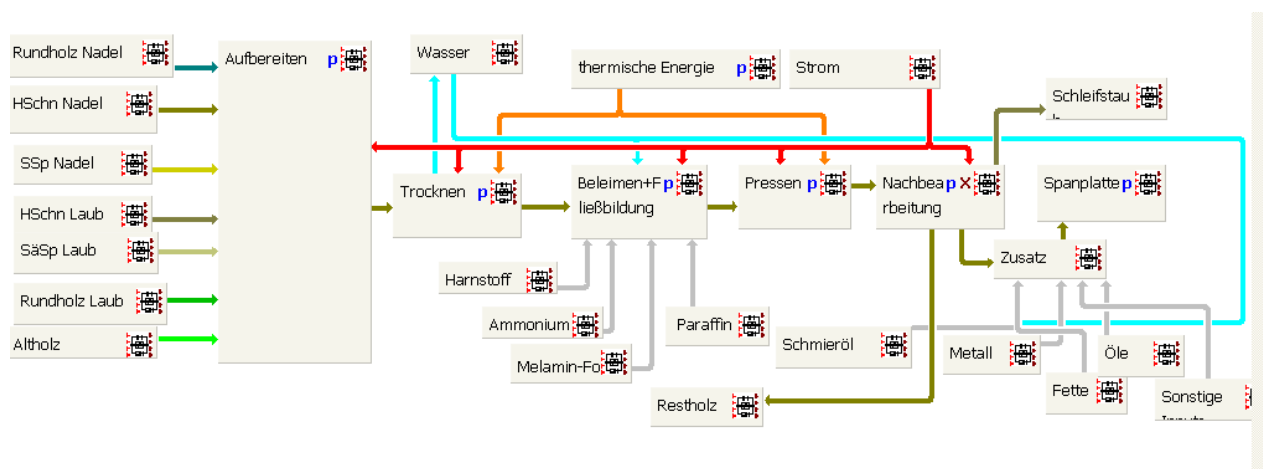 Rundholz Nadel
HSchn Nadel
SSp Nadel
HSchn Laub
SäSp Laub
Rundholz Laub
Altholz
Aufbereiten p
Wasser
thermische Energie p
Strom
Schleifstau
Trocknen p
Beleimen+F p
ließbildung
Pressen p
Nachbea p x
rbeitung
Spanplatte p
Zusatz
Harnstoff
Ammonium
Melamin-Fo
Paraffin
Schmieröl
Metall
Öle
Fette
Sonstige
Restholz